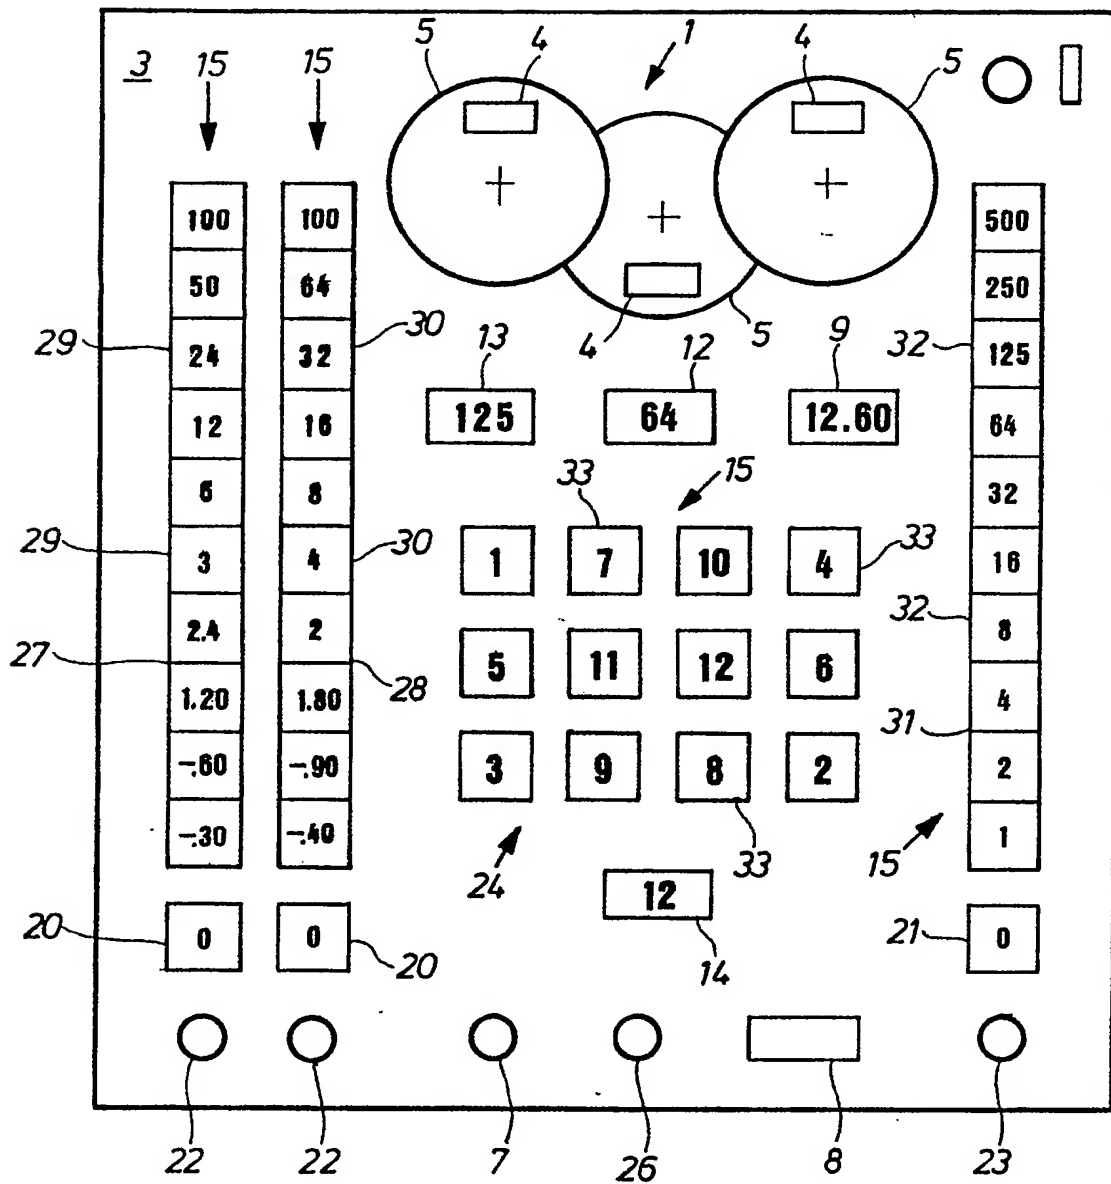 5 4 1 4 5
3 15 15
100 100 500
50 64 250
29 24 32 30 4 5 32 125
13 12 9
12 16 125 64 12.60 64
6 8 32
33 15
29 3 4 30 1 7 10 4 33 16
2.4 2 32 8
27 28 5 11 12 6
1.20 1.80 31 4
-.60 -.90 3 9 8 2 2
-.30 -.40 24 33 15 1
12
20 0 0 20 14 21 0
22 22 7 26 8 23